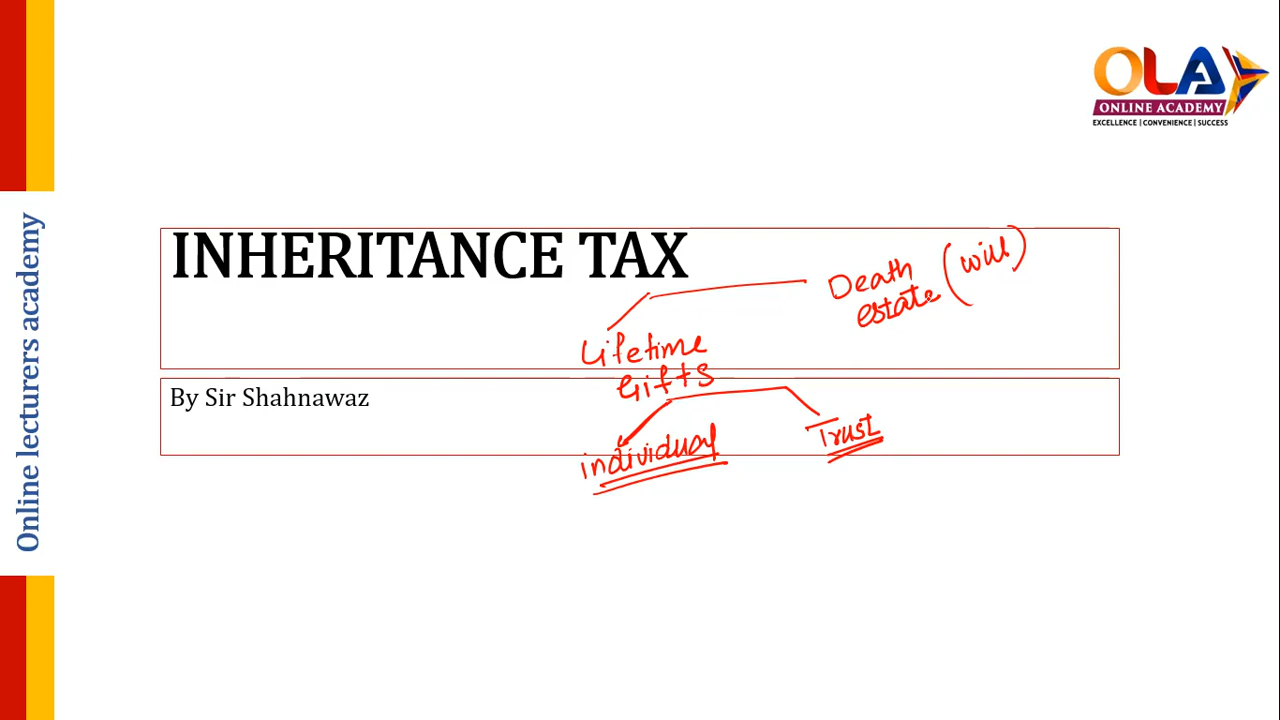 OLA
ONLINE ACADEMY
EXCELLENCE | CONVENIENCE | SUCCESS
Online lecturers academy
INHERITANCE TAX
Death (will)
estate
Lifetime
Gifts
By Sir Shahnawaz
individual
Trust